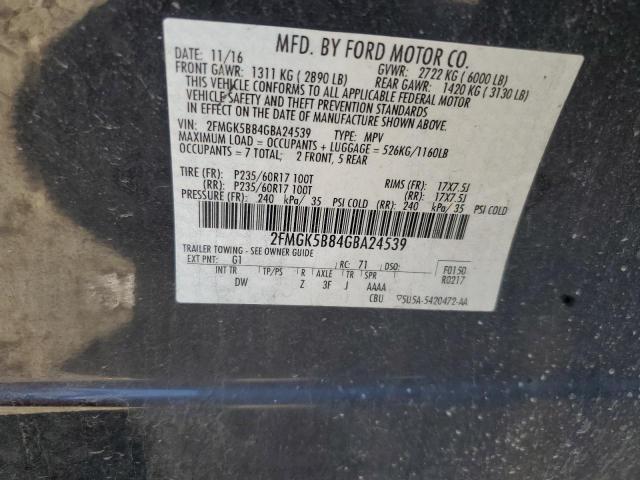 MFD. BY FORD MOTOR CO.
DATE: 11/16 GVWR: 2722 KG ( 6000 LB)
FRONT GAWR: 1311 KG ( 2890 LB) REAR GAWR: 1420 KG ( 3130 LB)
THIS VEHICLE CONFORMS TO ALL APPLICABLE FEDERAL MOTOR
VEHICLE SAFETY AND THEFT PREVENTION STANDARDS
IN EFFECT ON THE DATE OF MANUFACTURE SHOWN ABOVE.
VIN: 2FMGK5B84GBA24539 TYPE: MPV
MAXIMUM LOAD = OCCUPANTS + LUGGAGE = 526KG/1160LB
OCCUPANTS = 7 TOTAL; 2 FRONT, 5 REAR
TIRE (FR): P235/60R17 100T RIMS (FR): 17X7.5J
(RR): P235/60R17 100T (RR): 17X7.5J
PRESSURE (FR): 240 kPa/ 35 PSI COLD (RR): 240 kPa/ 35 PSI COLD
2FMGK5B84GBA24539
TRAILER TOWING - SEE OWNER GUIDE
EXT PNT: G1 RC: 71 DSO: F0150
INT TR TP/PS R AXLE TR SPR R0217
DW Z 3F J AAAA
CBU 5U5A-5420472-AA